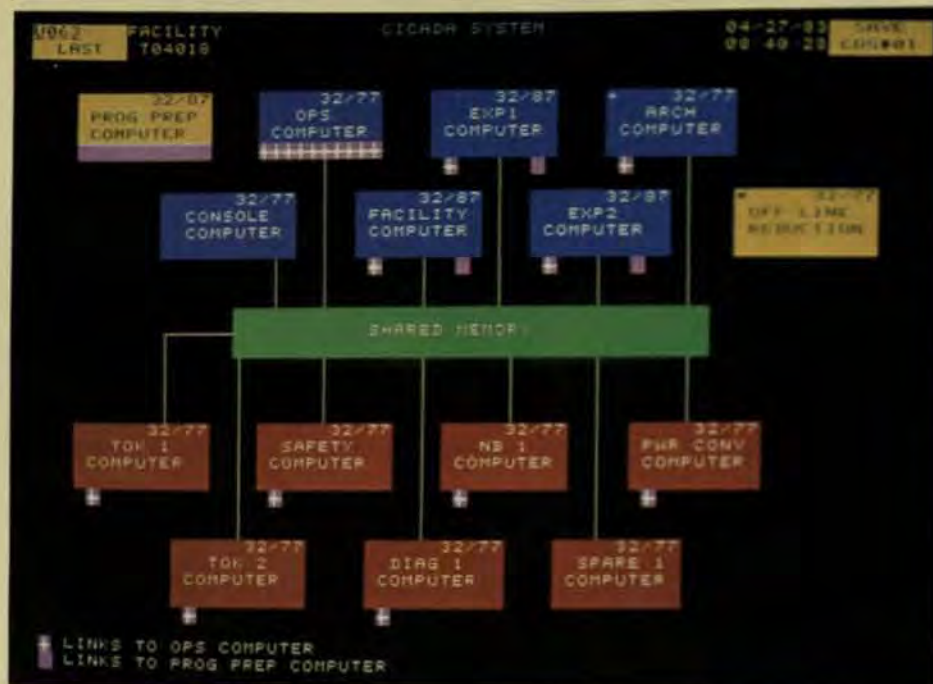 U062 FACILITY
LAST T04018
CICADA SYSTEM
04-27-83
08:40:20
SAVE
32/87
PROG PREP
COMPUTER
32/77
OPS
COMPUTER
32/87
EXP1
COMPUTER
32/77
ARCH
COMPUTER
32/77
CONSOLE
COMPUTER
32/87
FACILITY
COMPUTER
32/87
EXP2
COMPUTER
32/77
OFF LINE
REDUCTION
SHARED MEMORY
32/77
TOK 1
COMPUTER
32/77
SAFETY
COMPUTER
32/77
NB 1
COMPUTER
32/77
PWR CONV
COMPUTER
32/77
TOK 2
COMPUTER
32/77
DIAG 1
COMPUTER
32/77
SPARE 1
COMPUTER
LINKS TO OPS COMPUTER
LINKS TO PROG PREP COMPUTER